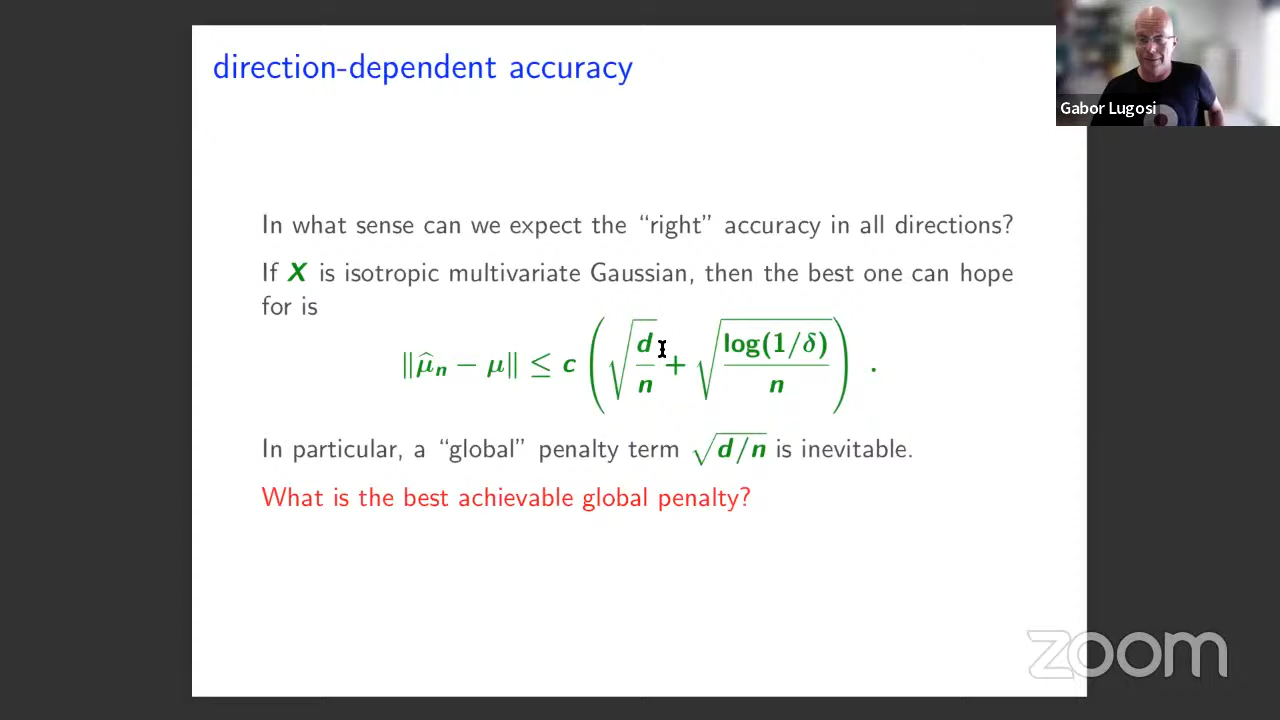 direction-dependent accuracy
Gabor Lugosi
In what sense can we expect the “right” accuracy in all directions?
If X is isotropic multivariate Gaussian, then the best one can hope
for is
‖μ̂ₙ − μ‖ ≤ c (√(d/n) + √(log(1/δ)/n)) .
In particular, a “global” penalty term √(d/n) is inevitable.
What is the best achievable global penalty?
zoom